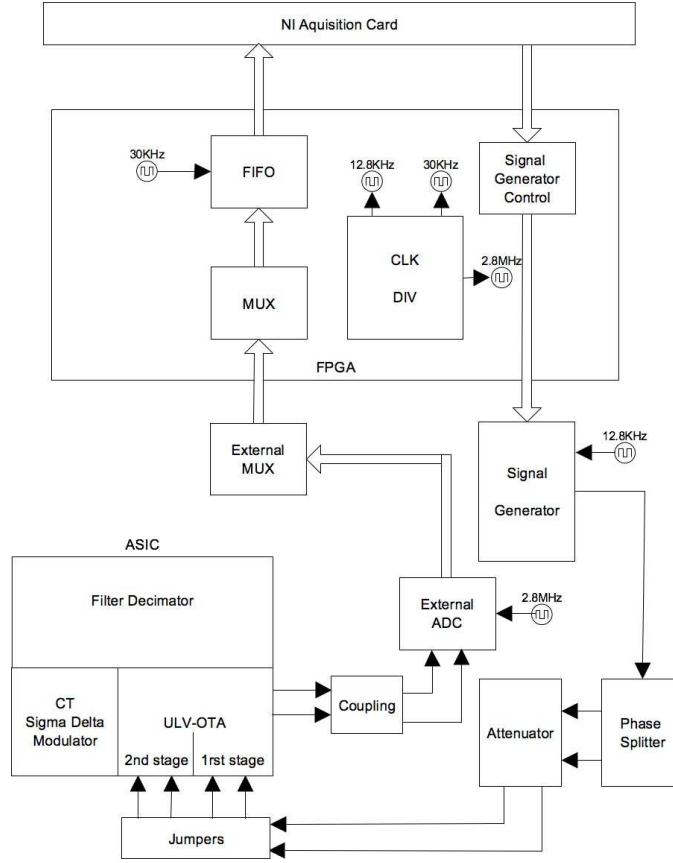 NI Aquisition Card
30KHz
FIFO
12.8KHz
30KHz
Signal
Generator
Control
CLK
DIV
2.8MHz
MUX
FPGA
External
MUX
12.8KHz
Signal
Generator
ASIC
Filter Decimator
External
ADC
2.8MHz
CT
Sigma Delta
Modulator
ULV-OTA
2nd stage
1rst stage
Coupling
Attenuator
Phase
Splitter
Jumpers